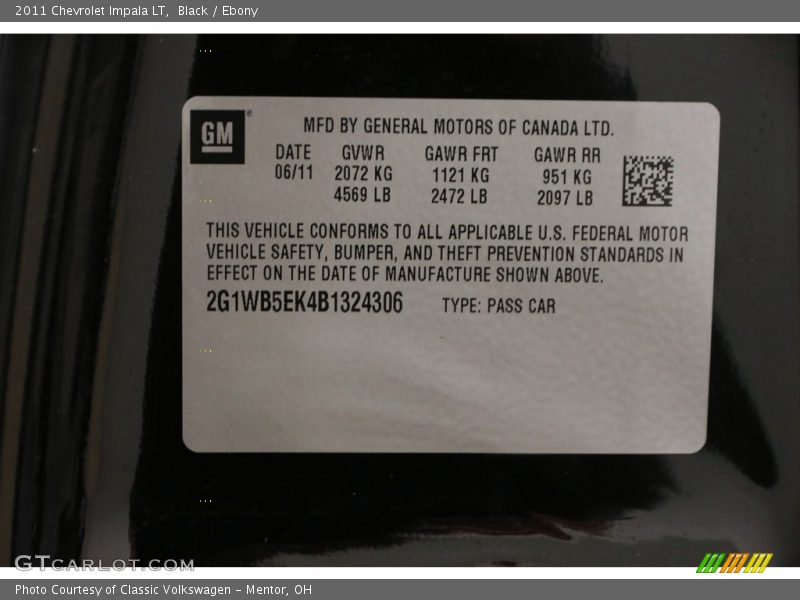 2011 Chevrolet Impala LT, Black / Ebony
GM
MFD BY GENERAL MOTORS OF CANADA LTD.
DATE GVWR GAWR FRT GAWR RR
06/11 2072 KG 1121 KG 951 KG
4569 LB 2472 LB 2097 LB
THIS VEHICLE CONFORMS TO ALL APPLICABLE U.S. FEDERAL MOTOR
VEHICLE SAFETY, BUMPER, AND THEFT PREVENTION STANDARDS IN
EFFECT ON THE DATE OF MANUFACTURE SHOWN ABOVE.
2G1WB5EK4B1324306 TYPE: PASS CAR
GTCARLOT.COM
Photo Courtesy of Classic Volkswagen - Mentor, OH